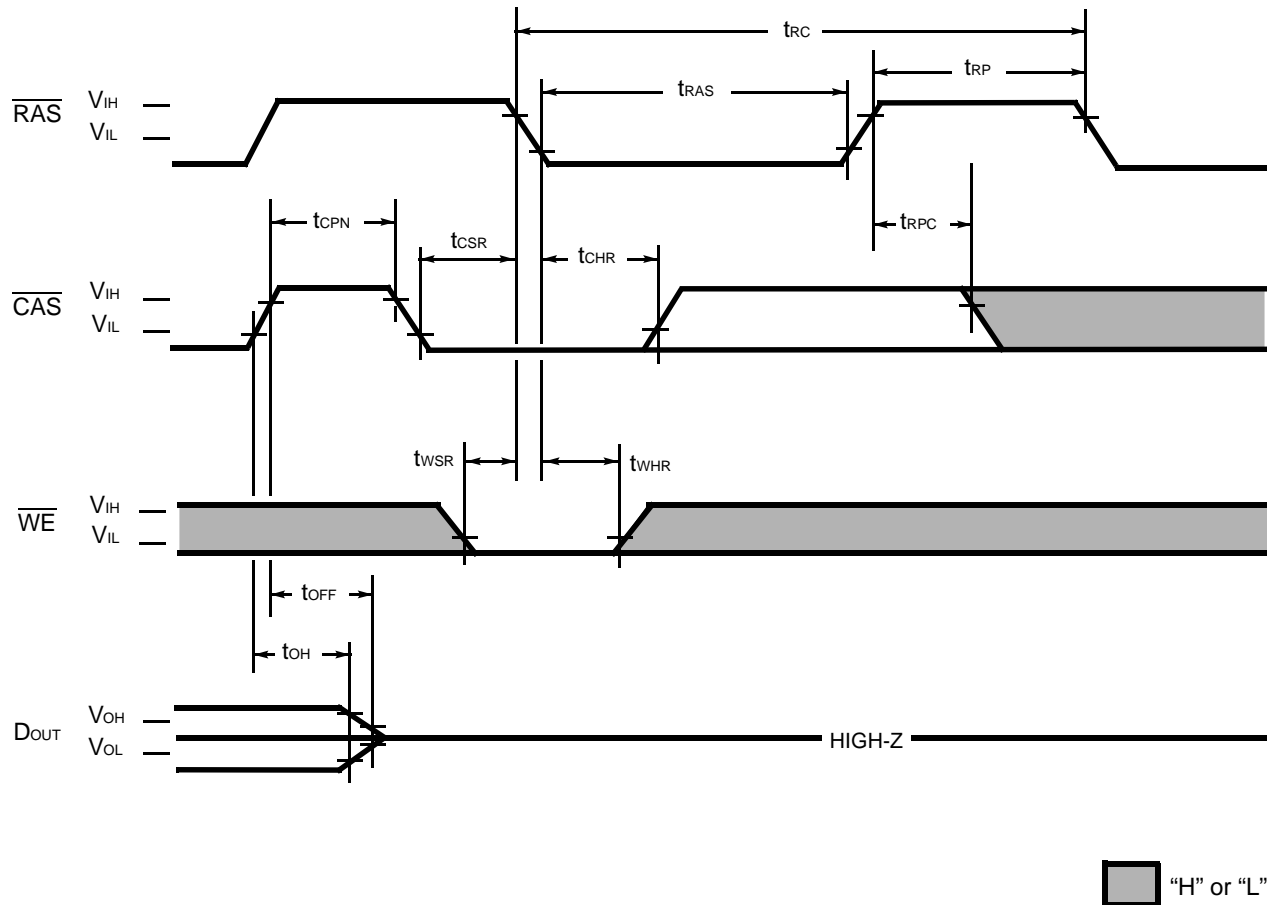 tRC
tRP
tRAS
RAS
VIH
VIL
tRPC
tCPN
tCSR
tCHR
CAS
VIH
VIL
tWSR
tWHR
WE
VIH
VIL
tOFF
tOH
DOUT
VOH
VOL
HIGH-Z
“H” or “L”